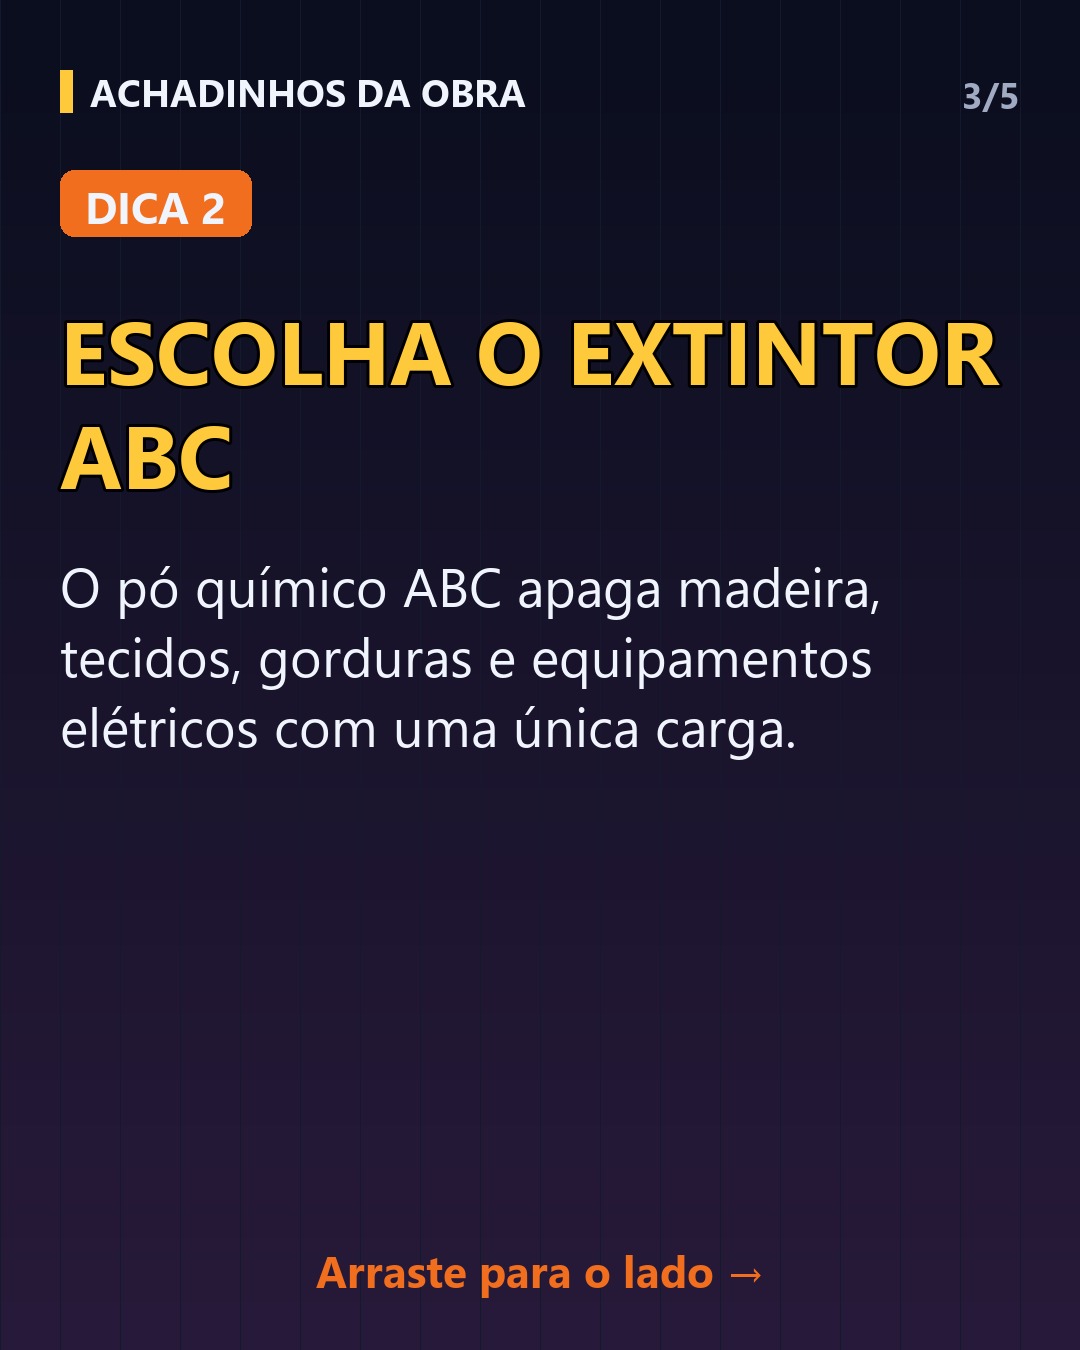 ACHADINHOS DA OBRA
3/5
DICA 2
ESCOLHA O EXTINTOR
ABC
O pó químico ABC apaga madeira,
tecidos, gorduras e equipamentos
elétricos com uma única carga.
Arraste para o lado →